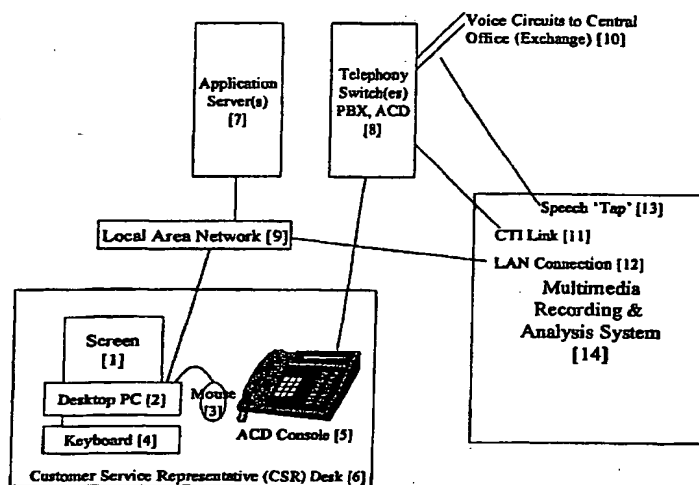 Voice Circuits to Central
Office (Exchange) [10]
Application
Server(s)
[7]
Telephony
Switch(es)
PBX, ACD
[8]
Speech 'Tap' [13]
CTI Link [11]
Local Area Network [9]
LAN Connection [12]
Multimedia
Recording &
Analysis System
[14]
Screen
[1]
Desktop PC [2]
Mouse
[3]
Keyboard [4]
ACD Console [5]
Customer Service Representative (CSR) Desk [6]